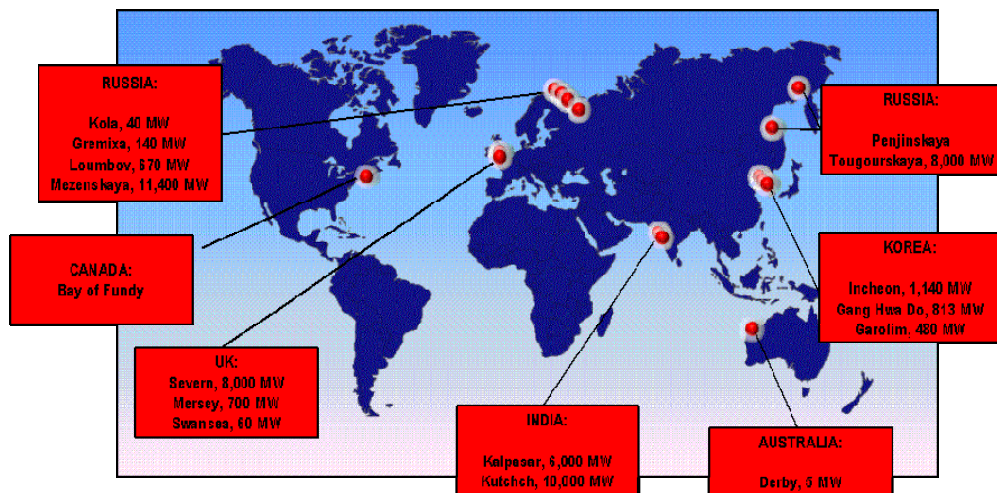 RUSSIA:
Kola, 40 MW
Gremixa, 140 MW
Loumbov, 670 MW
Mezenskaya, 11,400 MW
RUSSIA:
Penjinskaya
Tougourskaya, 8,000 MW
CANADA:
Bay of Fundy
KOREA:
Incheon, 1,140 MW
Gang Hwa Do, 813 MW
Garolim, 480 MW
UK:
Severn, 8,000 MW
Mersey, 700 MW
Swansea, 60 MW
INDIA:
Kalpasar, 6,000 MW
Kutchch, 10,000 MW
AUSTRALIA:
Derby, 5 MW